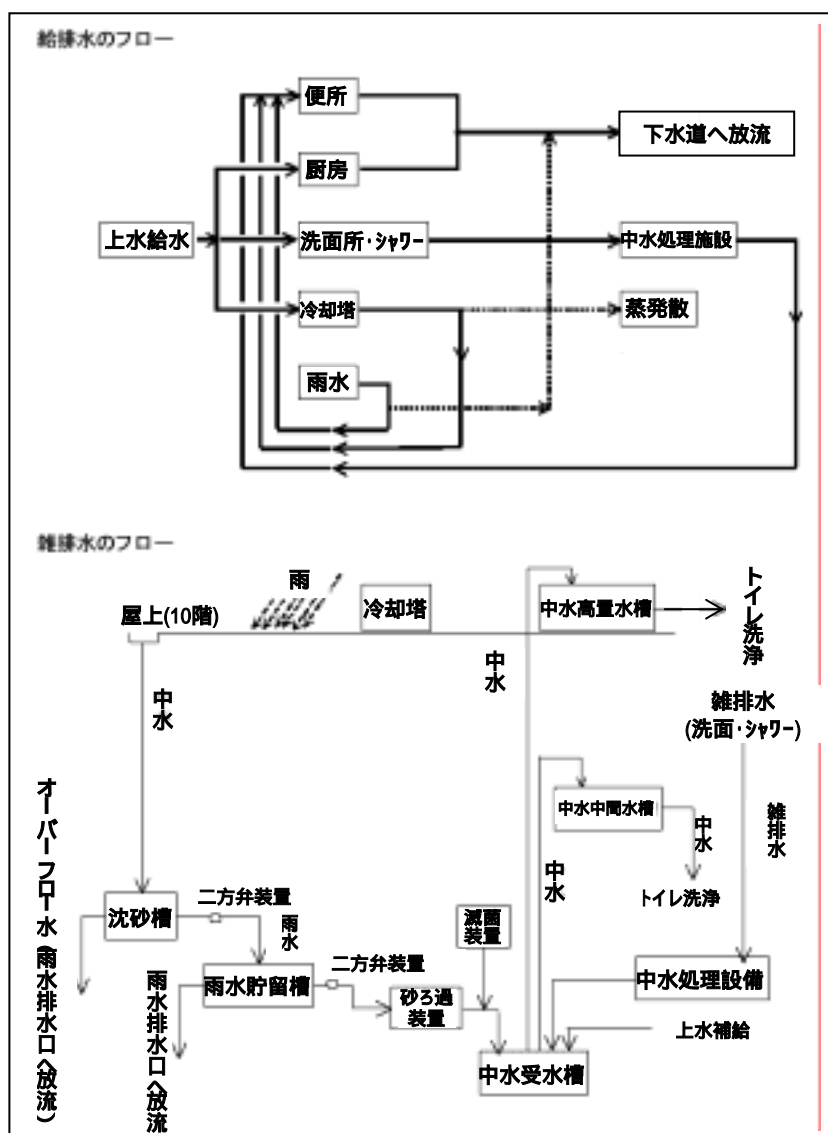 給排水のフロー
便所
下水道へ放流
厨房
上水給水
洗面所･シャワー
中水処理施設
冷却塔
蒸発散
雨水
雑排水のフロー
雨
冷却塔
中水高置水槽
トイレ洗浄
屋上(10階)
中水
中水
雑排水
(洗面･シャワー)
オーバーフロー水(雨水排水口へ放流)
中水中間水槽
中水
雑排水
中水
トイレ洗浄
沈砂槽
二方弁装置
雨水
滅菌
装置
雨水排水口へ放流
雨水貯留槽
二方弁装置
砂ろ過
装置
中水処理設備
上水補給
中水受水槽